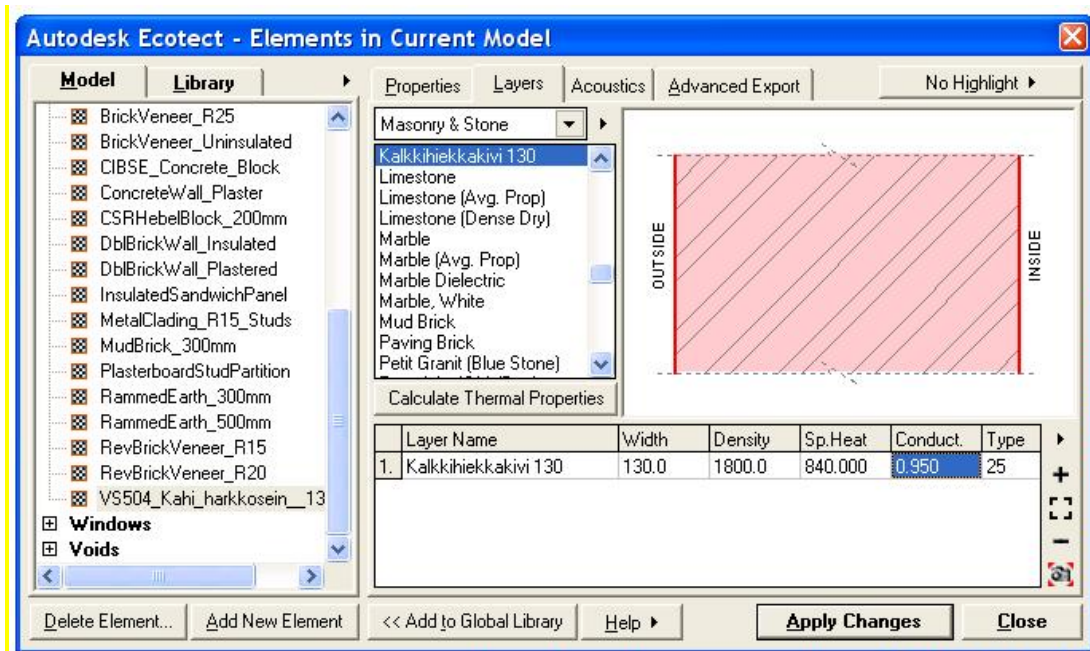 Autodesk Ecotect - Elements in Current Model
Model Library
BrickVeneer_R25
BrickVeneer_Uninsulated
CIBSE_Concrete_Block
ConcreteWall_Plaster
CSRHebelBlock_200mm
DblBrickWall_Insulated
DblBrickWall_Plastered
InsulatedSandwichPanel
MetalClading_R15_Studs
MudBrick_300mm
PlasterboardStudPartition
RammedEarth_300mm
RammedEarth_500mm
RevBrickVeneer_R15
RevBrickVeneer_R20
VS504_Kahi_harkkosein__13
Windows
Voids
Delete Element... Add New Element
Properties Layers Acoustics Advanced Export No Highlight
Masonry & Stone
Kalkkihiekkakivi 130
Limestone
Limestone (Avg. Prop)
Limestone (Dense Dry)
Marble
Marble (Avg. Prop)
Marble Dielectric
Marble, White
Mud Brick
Paving Brick
Petit Granit (Blue Stone)
Calculate Thermal Properties
OUTSIDE
INSIDE
Layer Name Width Density Sp.Heat Conduct. Type
1. Kalkkihiekkakivi 130 130.0 1800.0 840.000 0.950 25
<< Add to Global Library Help Apply Changes Close